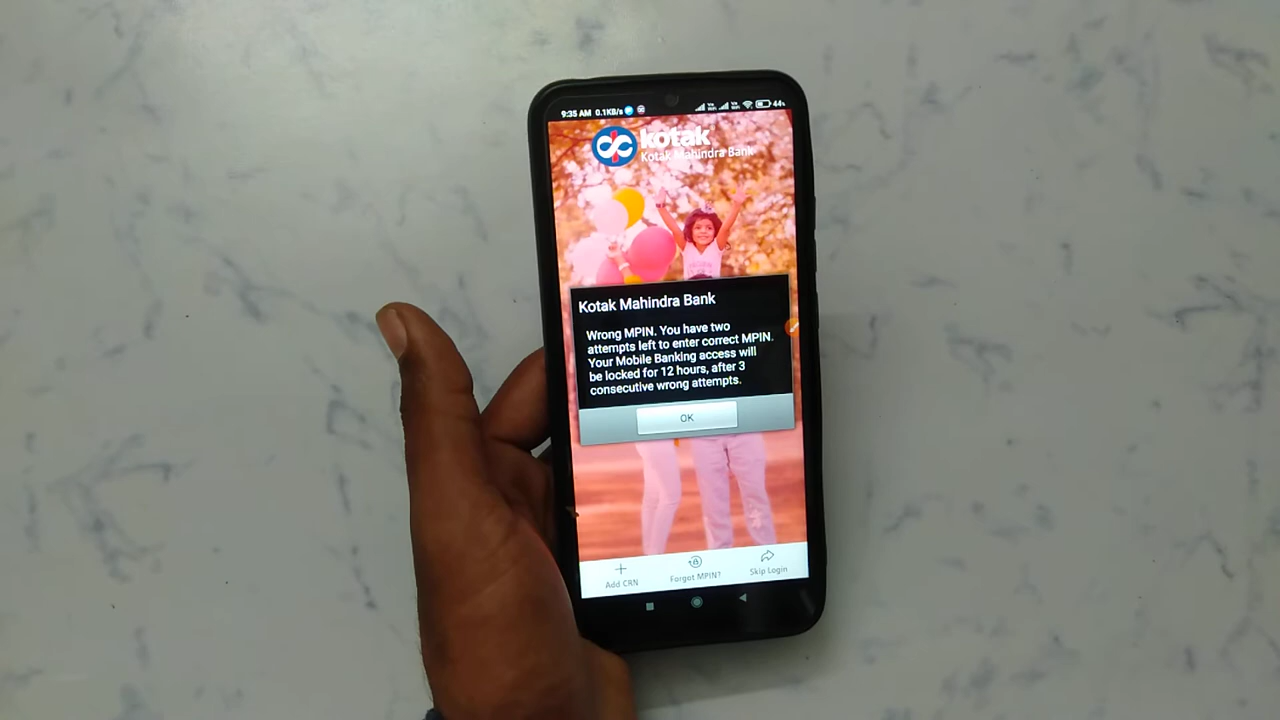 9:35 AM 0.1KB/s
44%
kotak
Kotak Mahindra Bank
Kotak Mahindra Bank
Wrong MPIN. You have two
attempts left to enter correct MPIN.
Your Mobile Banking access will
be locked for 12 hours, after 3
consecutive wrong attempts.
OK
Add CRN
Forgot MPIN?
Skip Login